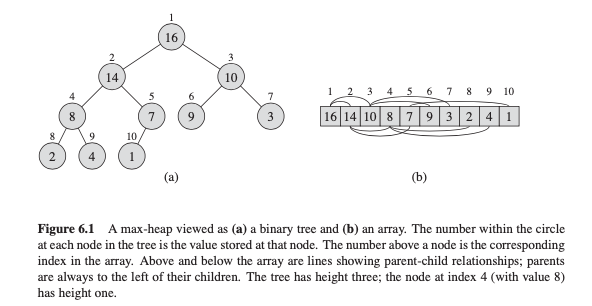 1
16
2
3
14
10
4
5
6
7
8
7
9
3
8
9
10
2
4
1
(a)
1 2 3 4 5 6 7 8 9 10
16 14 10 8 7 9 3 2 4 1
(b)
Figure 6.1 A max-heap viewed as (a) a binary tree and (b) an array. The number within the circle
at each node in the tree is the value stored at that node. The number above a node is the corresponding
index in the array. Above and below the array are lines showing parent-child relationships; parents
are always to the left of their children. The tree has height three; the node at index 4 (with value 8)
has height one.